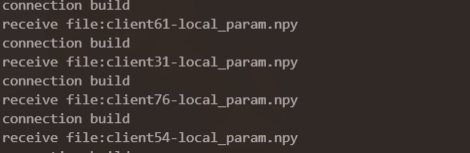 connection build
receive file:client61-local_param.npy
connection build
receive file:client31-local_param.npy
connection build
receive file:client76-local_param.npy
connection build
receive file:client54-local_param.npy